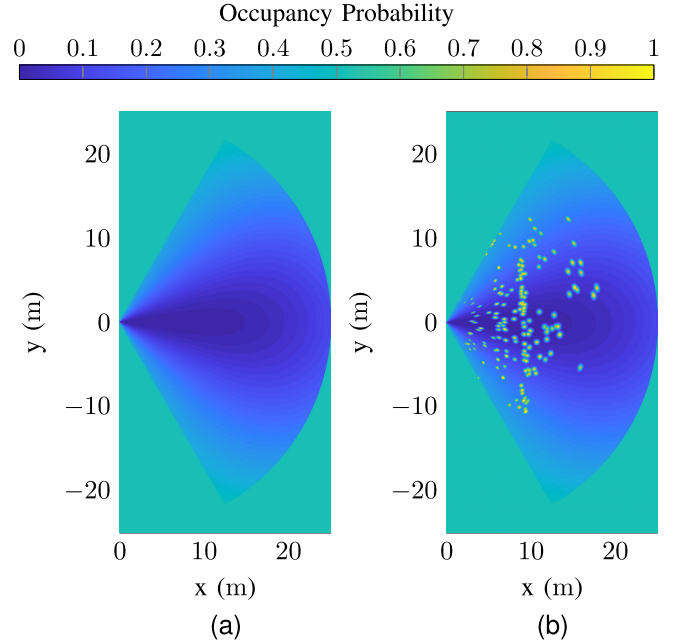 Occupancy Probability
0 0.1 0.2 0.3 0.4 0.5 0.6 0.7 0.8 0.9 1
20 20
10 10
y (m) 0 y (m) 0
−10 −10
−20 −20
0 10 20 0 10 20
x (m) x (m)
(a) (b)